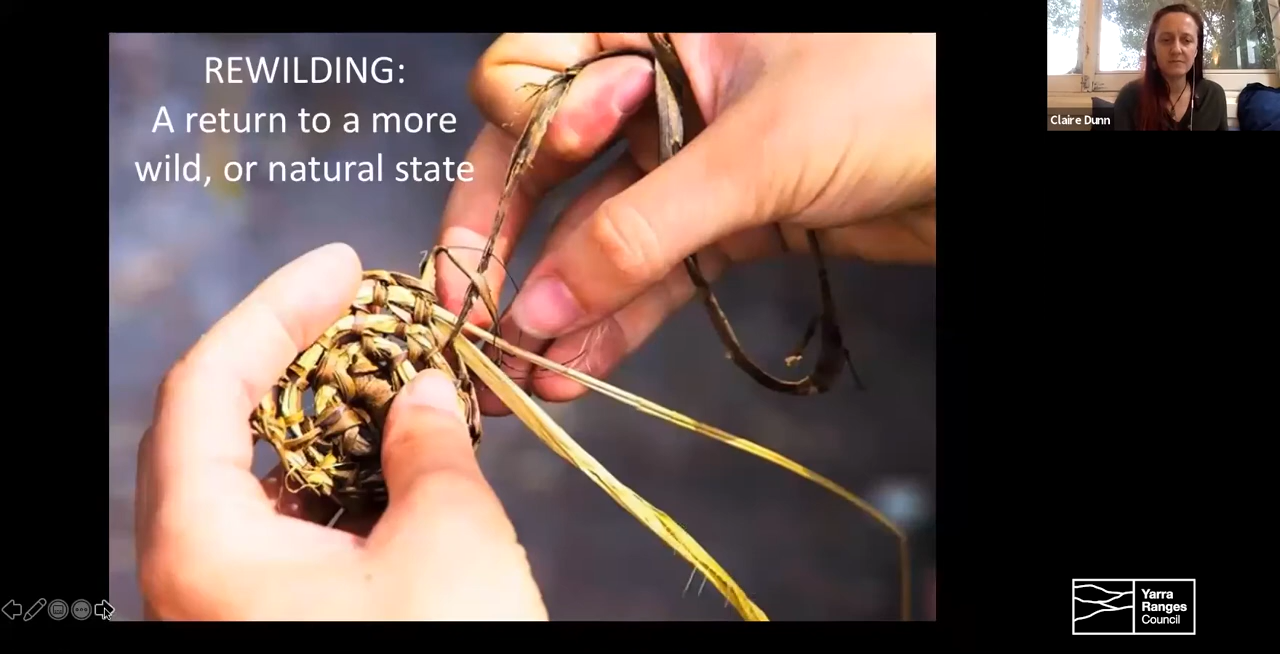 REWILDING:
A return to a more
wild, or natural state
Claire Dunn
Yarra
Ranges
Council